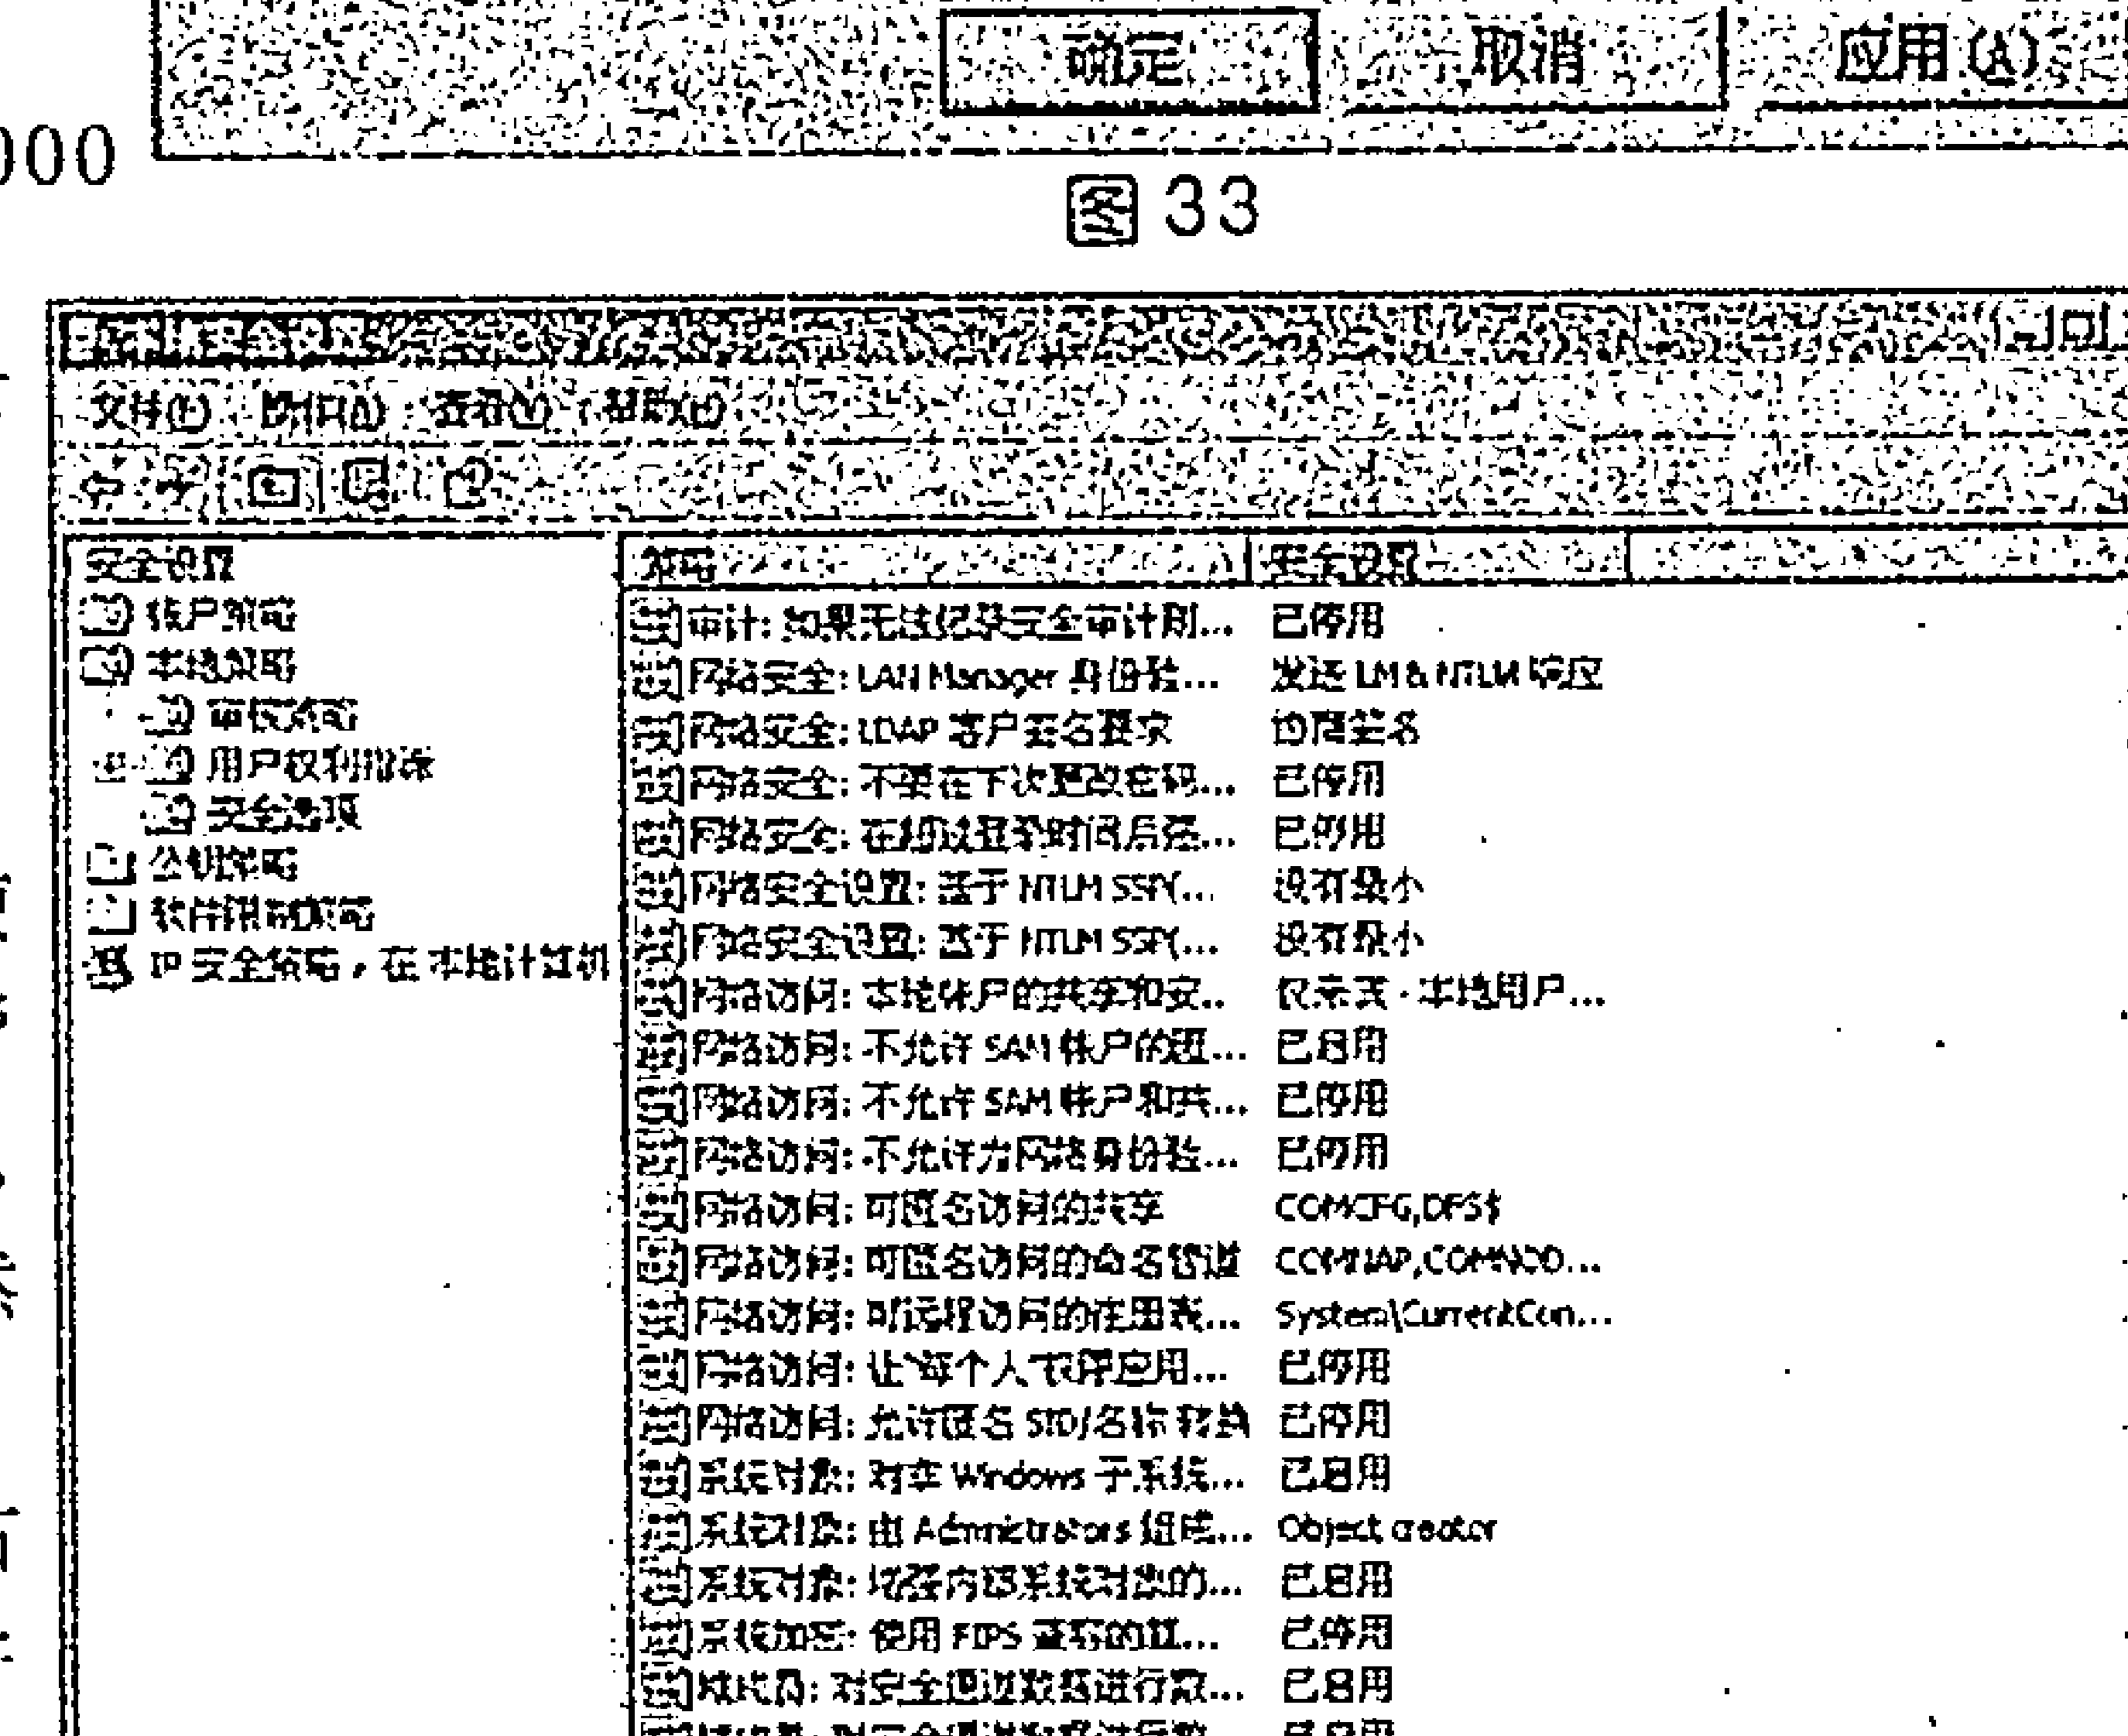 确定 取消 应用(A)
000
图 33
本地安全设置
文件(F) 操作(A) 查看(V) 帮助(H)
安全设置
帐户策略
本地策略
审核策略
用户权利指派
安全选项
公钥策略
软件限制策略
IP 安全策略，在 本地计算机
策略 安全设置
审计: 如果无法纪录安全审计则... 已停用
网络安全: LAN Manager 身份验... 发送 LM & NTLM 响应
网络安全: LDAP 客户签名要求 协商签名
网络安全: 不要在下次更改密码... 已停用
网络安全: 在超过登录时间后强... 已停用
网络安全设置: 基于 NTLM SSP(... 没有最小
网络安全设置: 基于 NTLM SSP(... 没有最小
网络访问: 本地帐户的共享和安... 仅来宾 - 本地用户...
网络访问: 不允许 SAM 帐户的匿... 已启用
网络访问: 不允许 SAM 帐户和共... 已停用
网络访问: 不允许为网络身份验... 已停用
网络访问: 可匿名访问的共享 COMCFG,DFS$
网络访问: 可匿名访问的命名管道 COMNAP,COMNOD...
网络访问: 可远程访问的注册表... System\CurrentCon...
网络访问: 让“每个人”权限应用... 已停用
网络访问: 允许匿名 SID/名称 转换 已停用
系统对象: 对非 Windows 子系统... 已启用
系统对象: 由 Administrators 组成... Object creator
系统对象: 增强内部系统对象的... 已启用
系统加密: 使用 FIPS 兼容的算... 已停用
域成员: 对安全通道数据进行数... 已启用